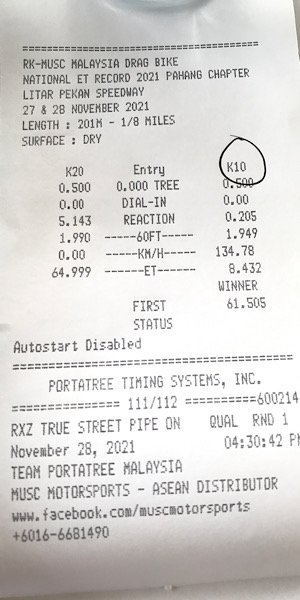 ========================================
RK-MUSC MALAYSIA DRAG BIKE
NATIONAL ET RECORD 2021 PAHANG CHAPTER
LITAR PEKAN SPEEDWAY
27 & 28 NOVEMBER 2021
LENGTH : 201M - 1/8 MILES
SURFACE : DRY
K20 Entry K10
0.500 0.000 TREE 0.500
0.00 DIAL-IN 0.00
5.143 REACTION 0.205
1.990 -----60FT----- 1.949
0.00 -----KM/H----- 134.78
64.999 ------ET------ 8.432
WINNER
FIRST 61.505
STATUS
Autostart Disabled
========================================
PORTATREE TIMING SYSTEMS, INC.
=============== 111/112 ==========600214
RXZ TRUE STREET PIPE ON QUAL RND 1
November 28, 2021 04:30:42 PM
TEAM PORTATREE MALAYSIA
MUSC MOTORSPORTS - ASEAN DISTRIBUTOR
www.facebook.com/muscmotorsports
+6016-6681490